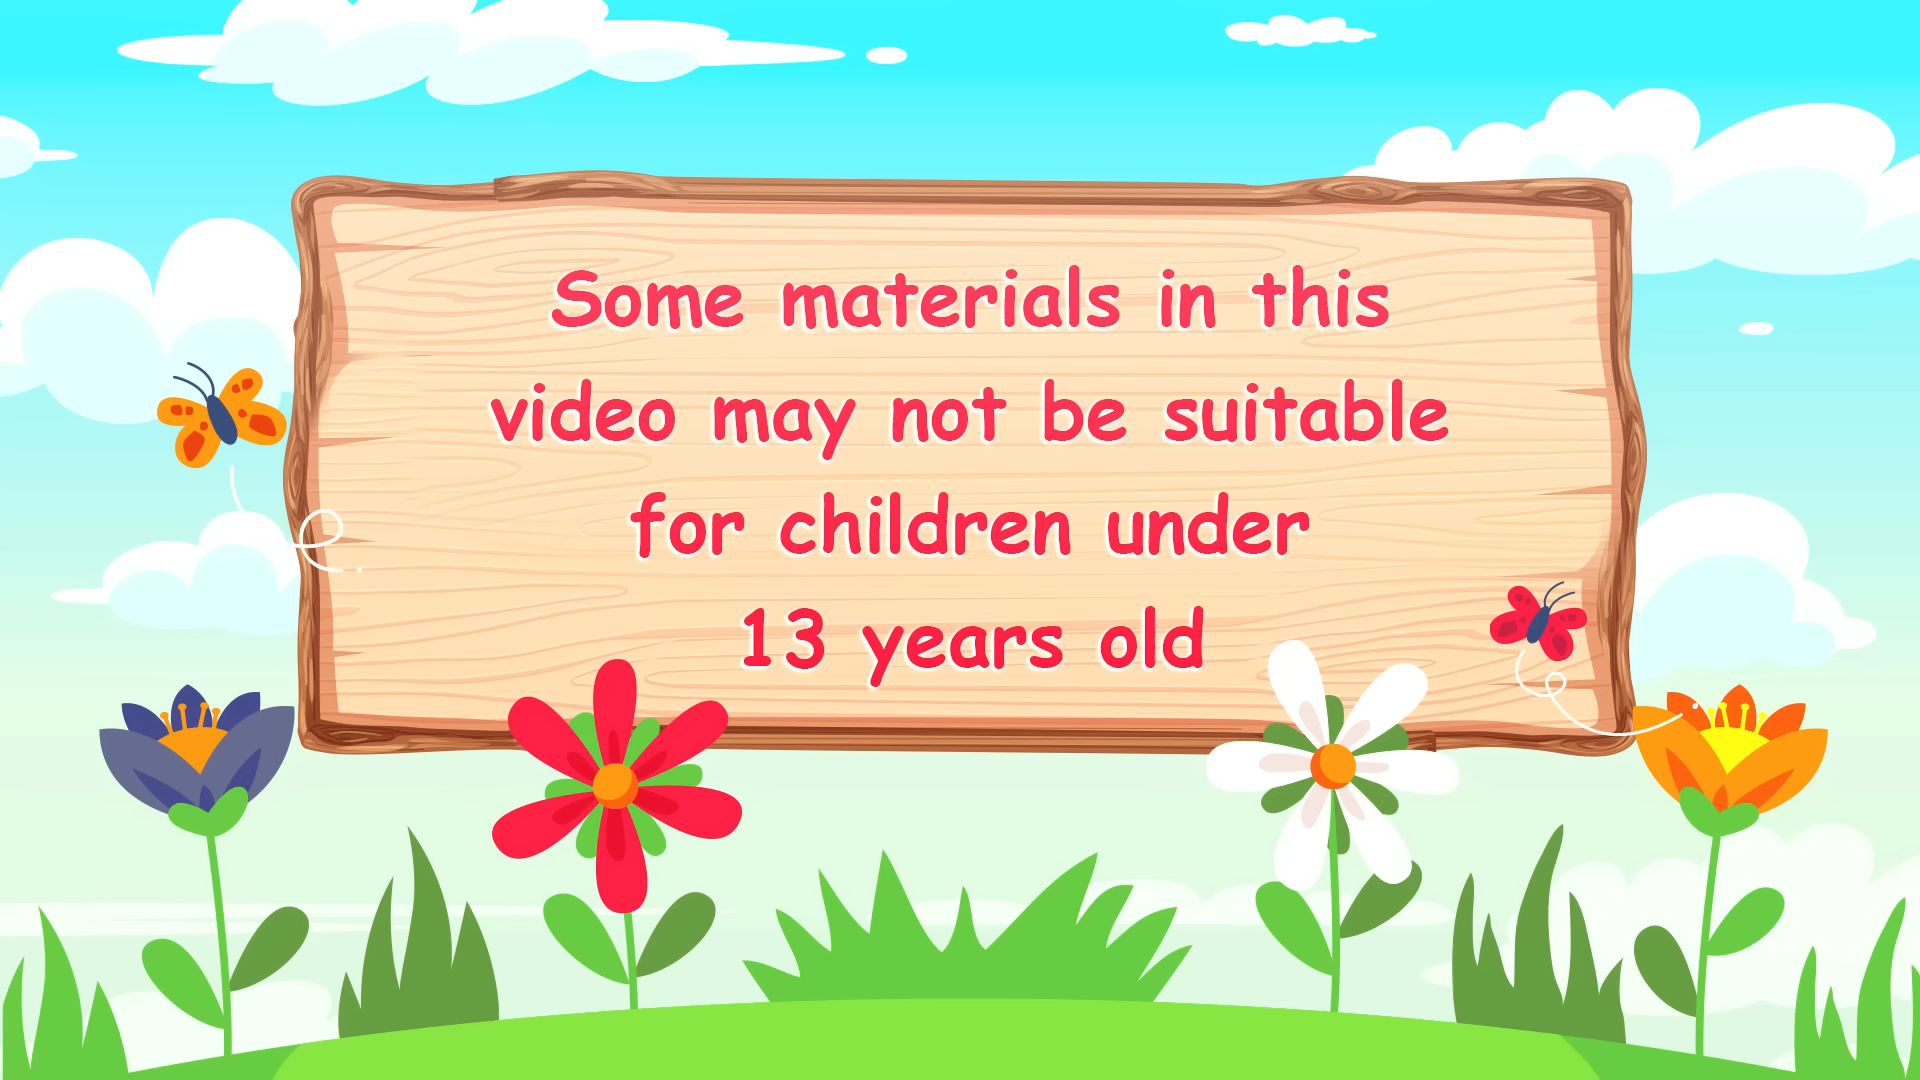 Some materials in this
video may not be suitable
for children under
13 years old